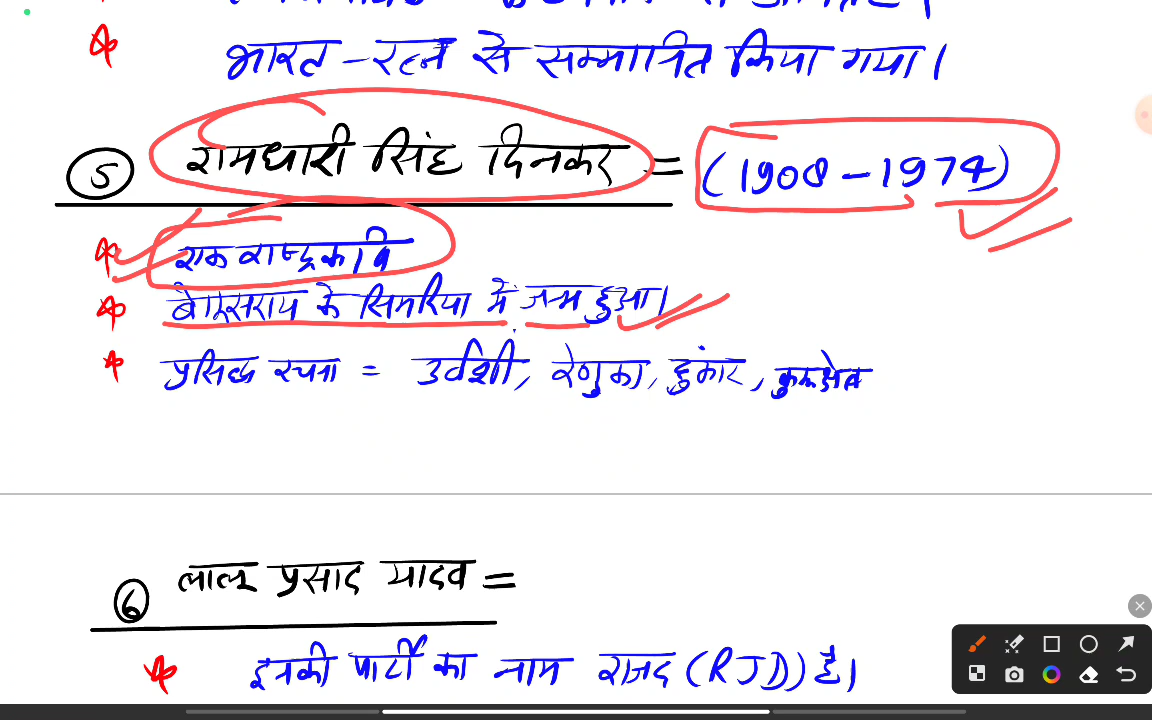 भारत-रत्न से सम्मानित किया गया।
5 रामधारी सिंह दिनकर = (1908 - 1974)
* एक राष्ट्रकवि
* बेगूसराय के सिमरिया में जन्म हुआ।
* प्रसिद्ध रचना = उर्वशी, रेणुका, हुंकार, कुरुक्षेत्र
6 लालू प्रसाद यादव =
* इनकी पार्टी का नाम राजद (RJD) है।